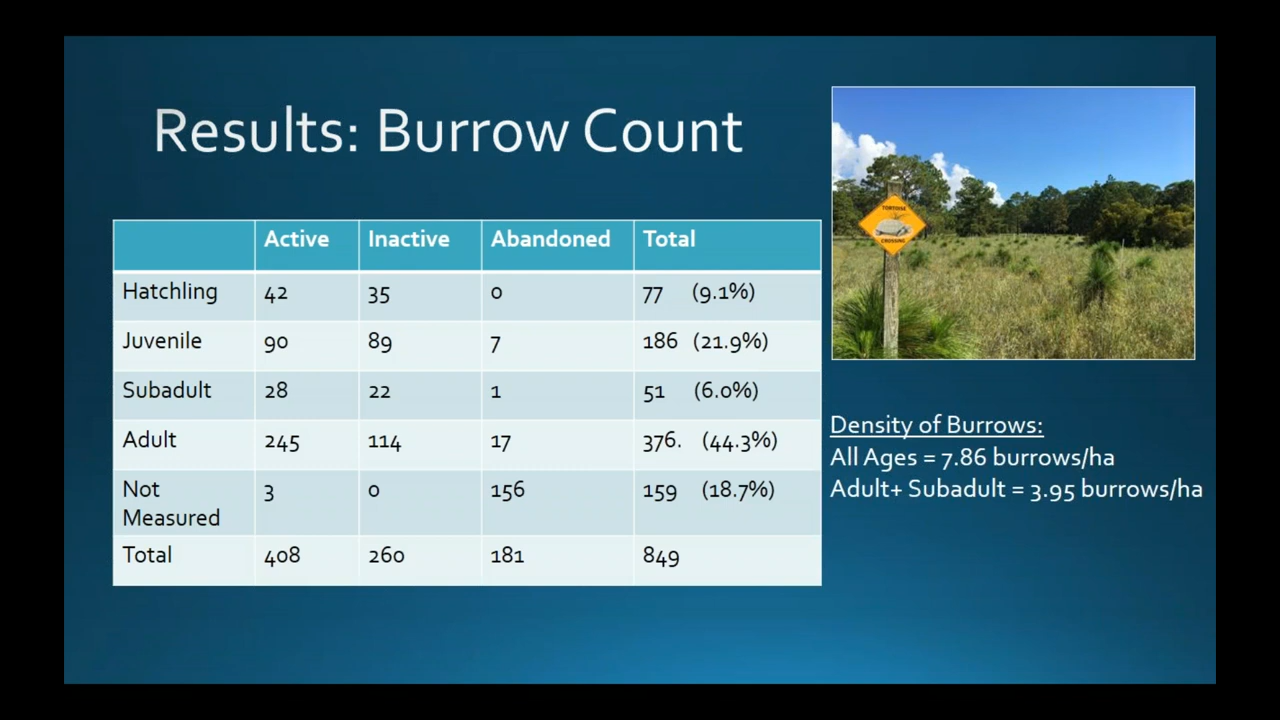 Results: Burrow Count
Active Inactive Abandoned Total
Hatchling 42 35 0 77 (9.1%)
Juvenile 90 89 7 186 (21.9%)
Subadult 28 22 1 51 (6.0%)
Adult 245 114 17 376. (44.3%)
Not Measured 3 0 156 159 (18.7%)
Total 408 260 181 849
TORTOISE
CROSSING
Density of Burrows:
All Ages = 7.86 burrows/ha
Adult+ Subadult = 3.95 burrows/ha